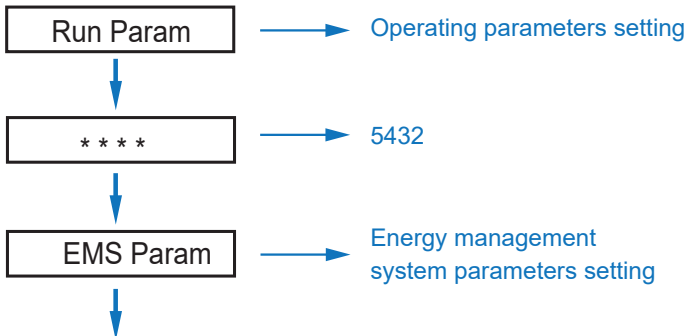 Run Param
Operating parameters setting
* * * *
5432
EMS Param
Energy management
system parameters setting